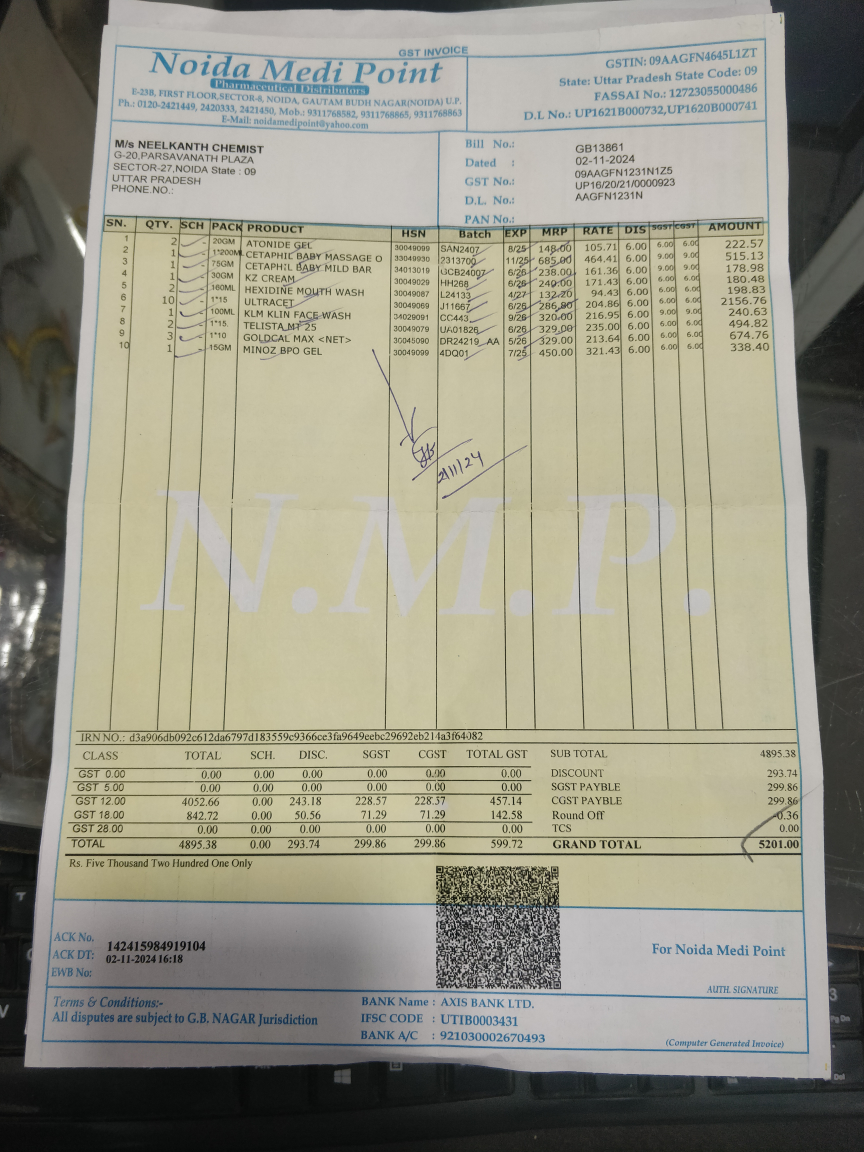 GST INVOICE
Noida Medi Point
Pharmaceutical Distributors
E-23B, FIRST FLOOR,SECTOR-8, NOIDA, GAUTAM BUDH NAGAR(NOIDA) U.P.
Ph.: 0120-2421449, 2420333, 2421450, Mob.: 9311768582, 9311768865, 9311768863
E-Mail: noidamedipoint@yahoo.com
GSTIN: 09AAGFN4645L1ZT
State: Uttar Pradesh State Code: 09
FASSAI No.: 12723055000486
D.L No.: UP1621B000732,UP1620B000741
M/s NEELKANTH CHEMIST
G-20,PARSAVANATH PLAZA
SECTOR-27,NOIDA State : 09
UTTAR PRADESH
PHONE.NO.:
Bill No.: GB13861
Dated : 02-11-2024
GST No.: 09AAGFN1231N1Z5
D.L. No.: UP16/20/21/0000923
PAN No.: AAGFN1231N
SN. QTY. SCH PACK PRODUCT HSN Batch EXP MRP RATE DIS SGST CGST AMOUNT
1 2 - 20GM ATONIDE GEL 30049099 SAN2407 8/25 148.00 105.71 6.00 6.00 6.00 222.57
2 1 - 1*200ML CETAPHIL BABY MASSAGE O 33049930 2313700 11/25 685.00 464.41 6.00 9.00 9.00 515.13
3 1 - 75GM CETAPHIL BABY MILD BAR 34013019 GCB24007 6/26 238.00 161.36 6.00 9.00 9.00 178.98
4 1 - 30GM KZ CREAM 30049029 HH268 6/26 240.00 171.43 6.00 6.00 6.00 180.48
5 2 - 160ML HEXIDINE MOUTH WASH 30049087 L24133 4/27 132.20 94.43 6.00 6.00 6.00 198.83
6 10 - 1*15 ULTRACET 30049069 J11667 6/26 286.80 204.86 6.00 6.00 6.00 2156.76
7 1 - 100ML KLM KLIN FACE WASH 34029091 CC443 9/26 320.00 216.95 6.00 9.00 9.00 240.63
8 2 - 1*15 TELISTA MT 25 30049079 UA01826 6/26 329.00 235.00 6.00 6.00 6.00 494.82
9 3 - 1*10 GOLDCAL MAX <NET> 30045090 DR24219 AA 5/26 329.00 213.64 6.00 6.00 6.00 674.76
10 1 - 15GM MINOZ BPO GEL 30049099 4DQ01 7/25 450.00 321.43 6.00 6.00 6.00 338.40
2/11/24
N.M.P.
IRN NO.: d3a906db092c612da6797d183559c9366ce3fa9649eebc29692eb214a3f64082
CLASS TOTAL SCH. DISC. SGST CGST TOTAL GST
GST 0.00 0.00 0.00 0.00 0.00 0.00 0.00
GST 5.00 0.00 0.00 0.00 0.00 0.00 0.00
GST 12.00 4052.66 0.00 243.18 228.57 228.57 457.14
GST 18.00 842.72 0.00 50.56 71.29 71.29 142.58
GST 28.00 0.00 0.00 0.00 0.00 0.00 0.00
TOTAL 4895.38 0.00 293.74 299.86 299.86 599.72
SUB TOTAL 4895.38
DISCOUNT 293.74
SGST PAYBLE 299.86
CGST PAYBLE 299.86
Round Off -0.36
TCS 0.00
GRAND TOTAL 5201.00
Rs. Five Thousand Two Hundred One Only
ACK No. 142415984919104
ACK DT: 02-11-2024 16:18
EWB No:
For Noida Medi Point
AUTH. SIGNATURE
Terms & Conditions:-
All disputes are subject to G.B. NAGAR Jurisdiction
BANK Name : AXIS BANK LTD.
IFSC CODE : UTIB0003431
BANK A/C : 921030002670493
(Computer Generated Invoice)